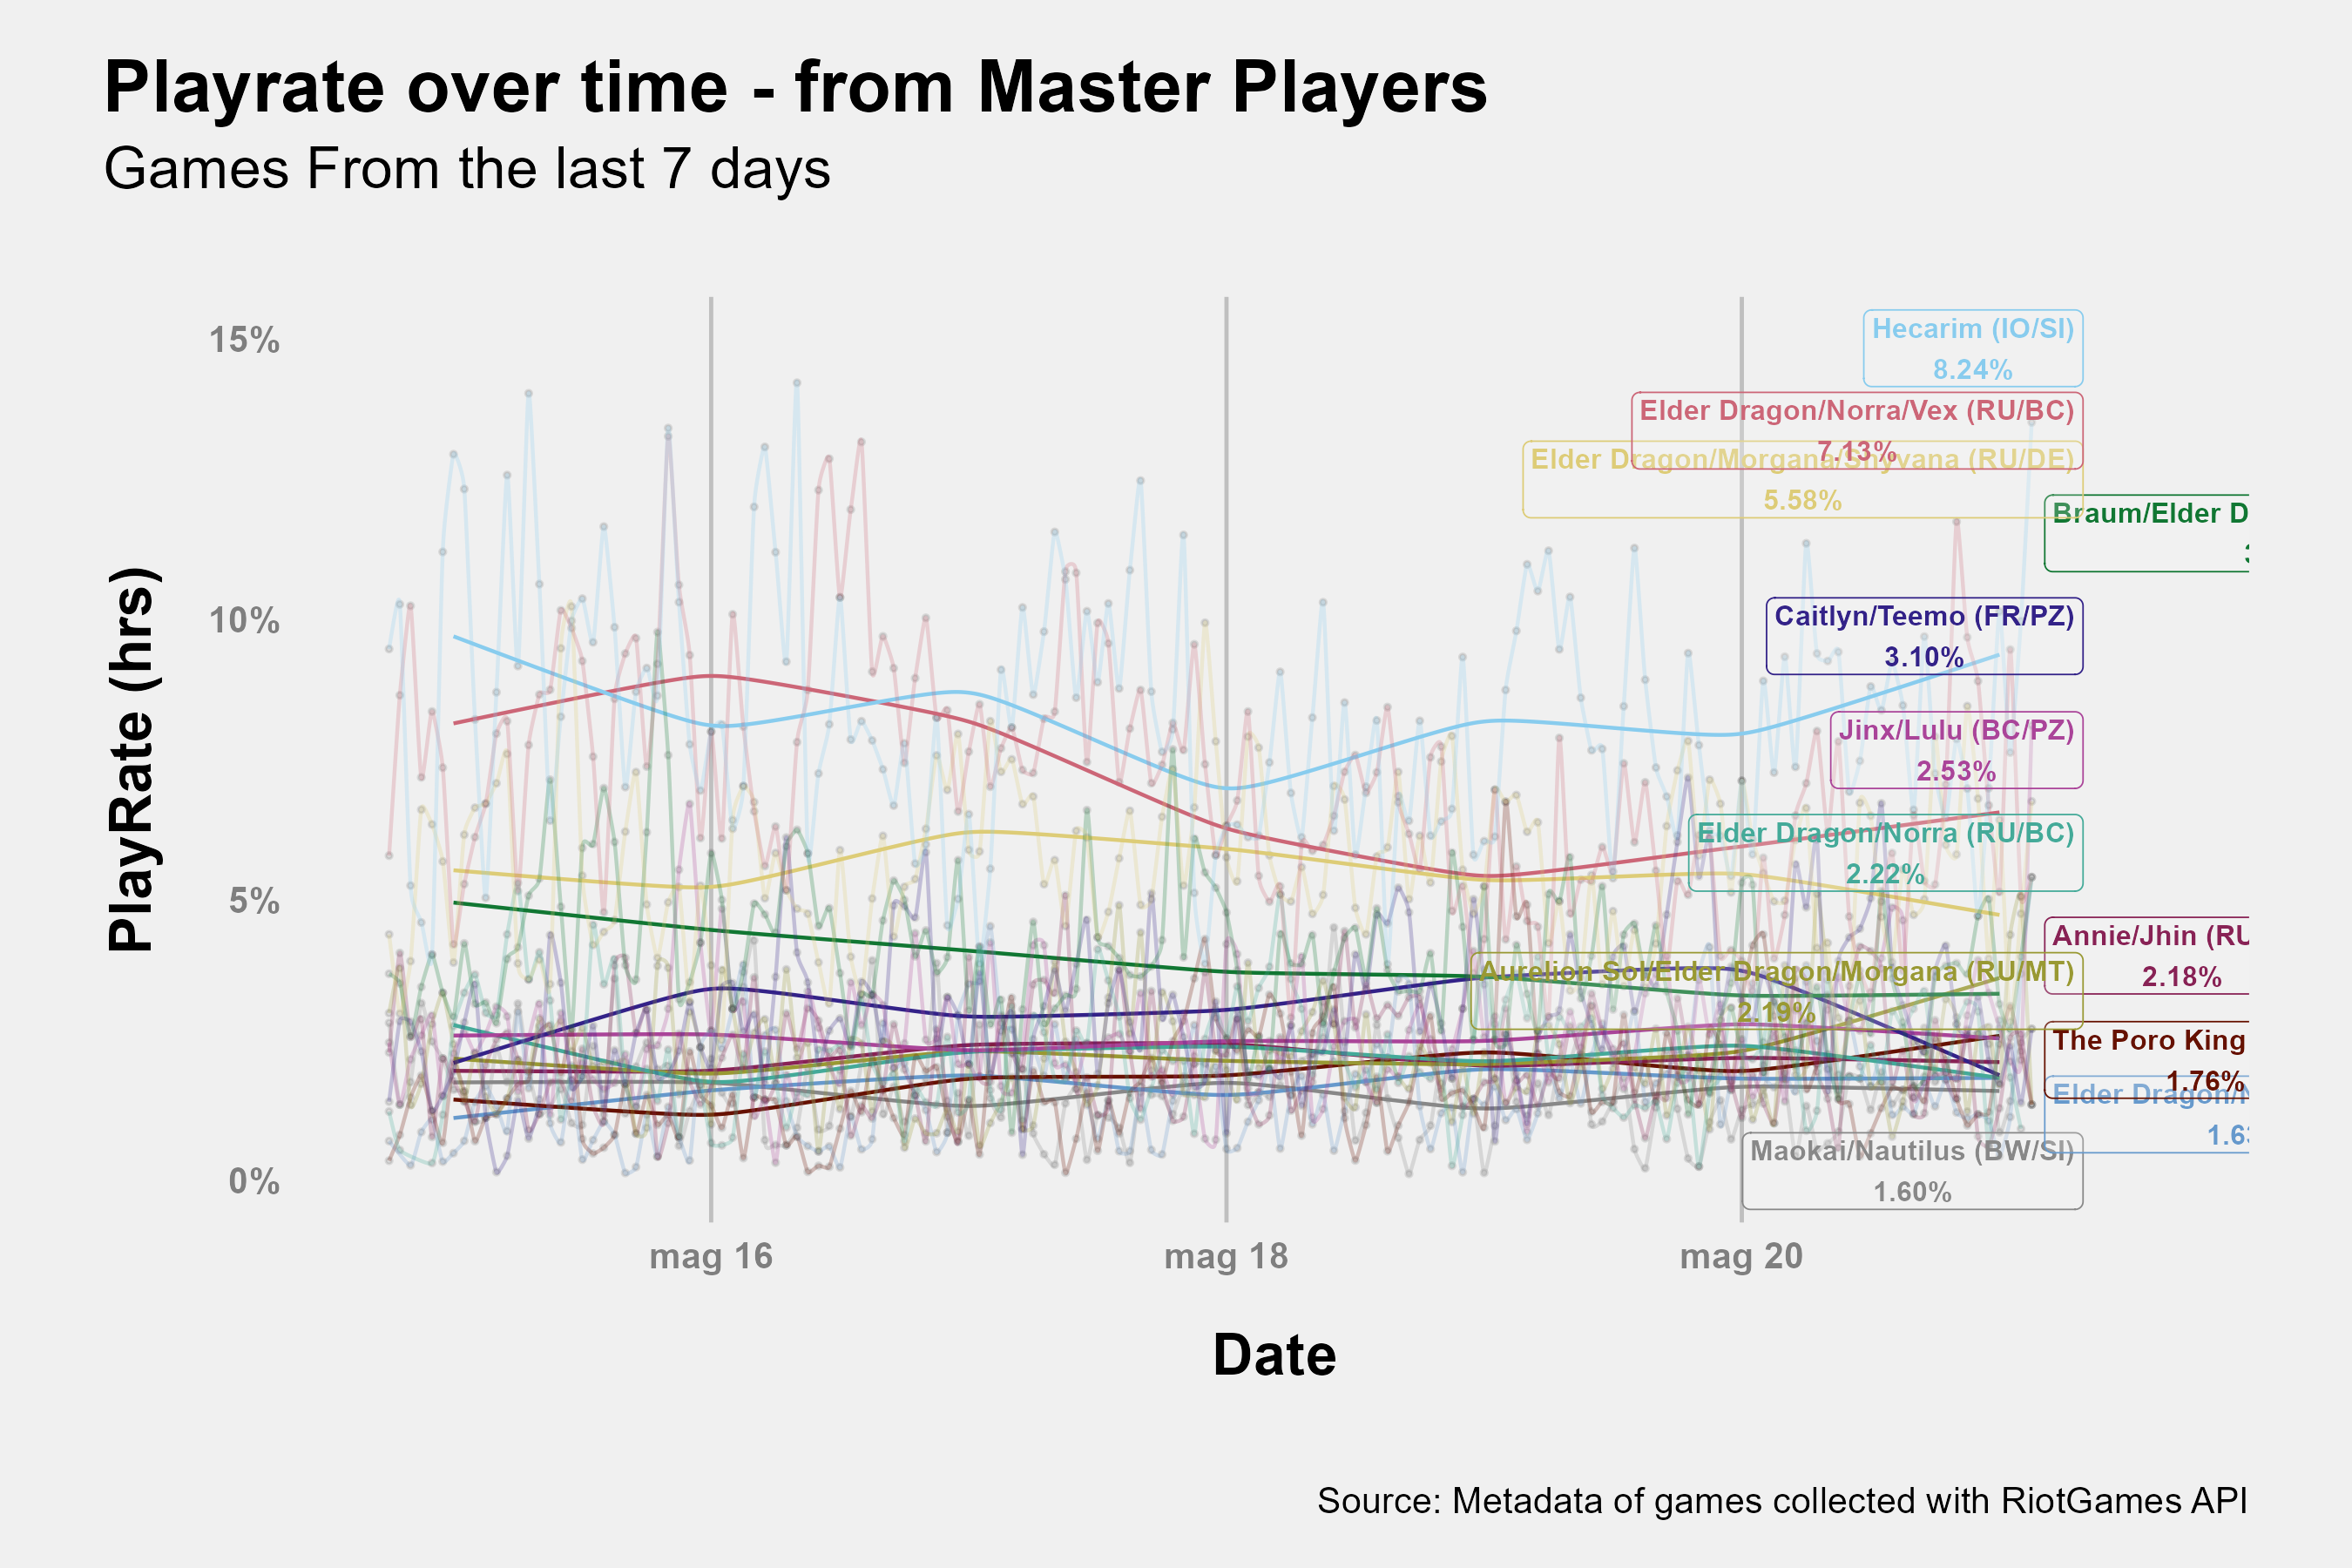 Playrate over time - from Master Players
Games From the last 7 days
PlayRate (hrs)
15%
10%
5%
0%
Hecarim (IO/SI)
8.24%
Elder Dragon/Norra/Vex (RU/BC)
7.13%
Elder Dragon/Morgana/Shyvana (RU/DE)
5.58%
Braum/Elder D
Caitlyn/Teemo (FR/PZ)
3.10%
Jinx/Lulu (BC/PZ)
2.53%
Elder Dragon/Norra (RU/BC)
2.22%
Annie/Jhin (RU
2.18%
Aurelion Sol/Elder Dragon/Morgana (RU/MT)
2.19%
The Poro King
1.76%
Elder Dragon/
1.63
Maokai/Nautilus (BW/SI)
1.60%
mag 16
mag 18
mag 20
Date
Source: Metadata of games collected with RiotGames API